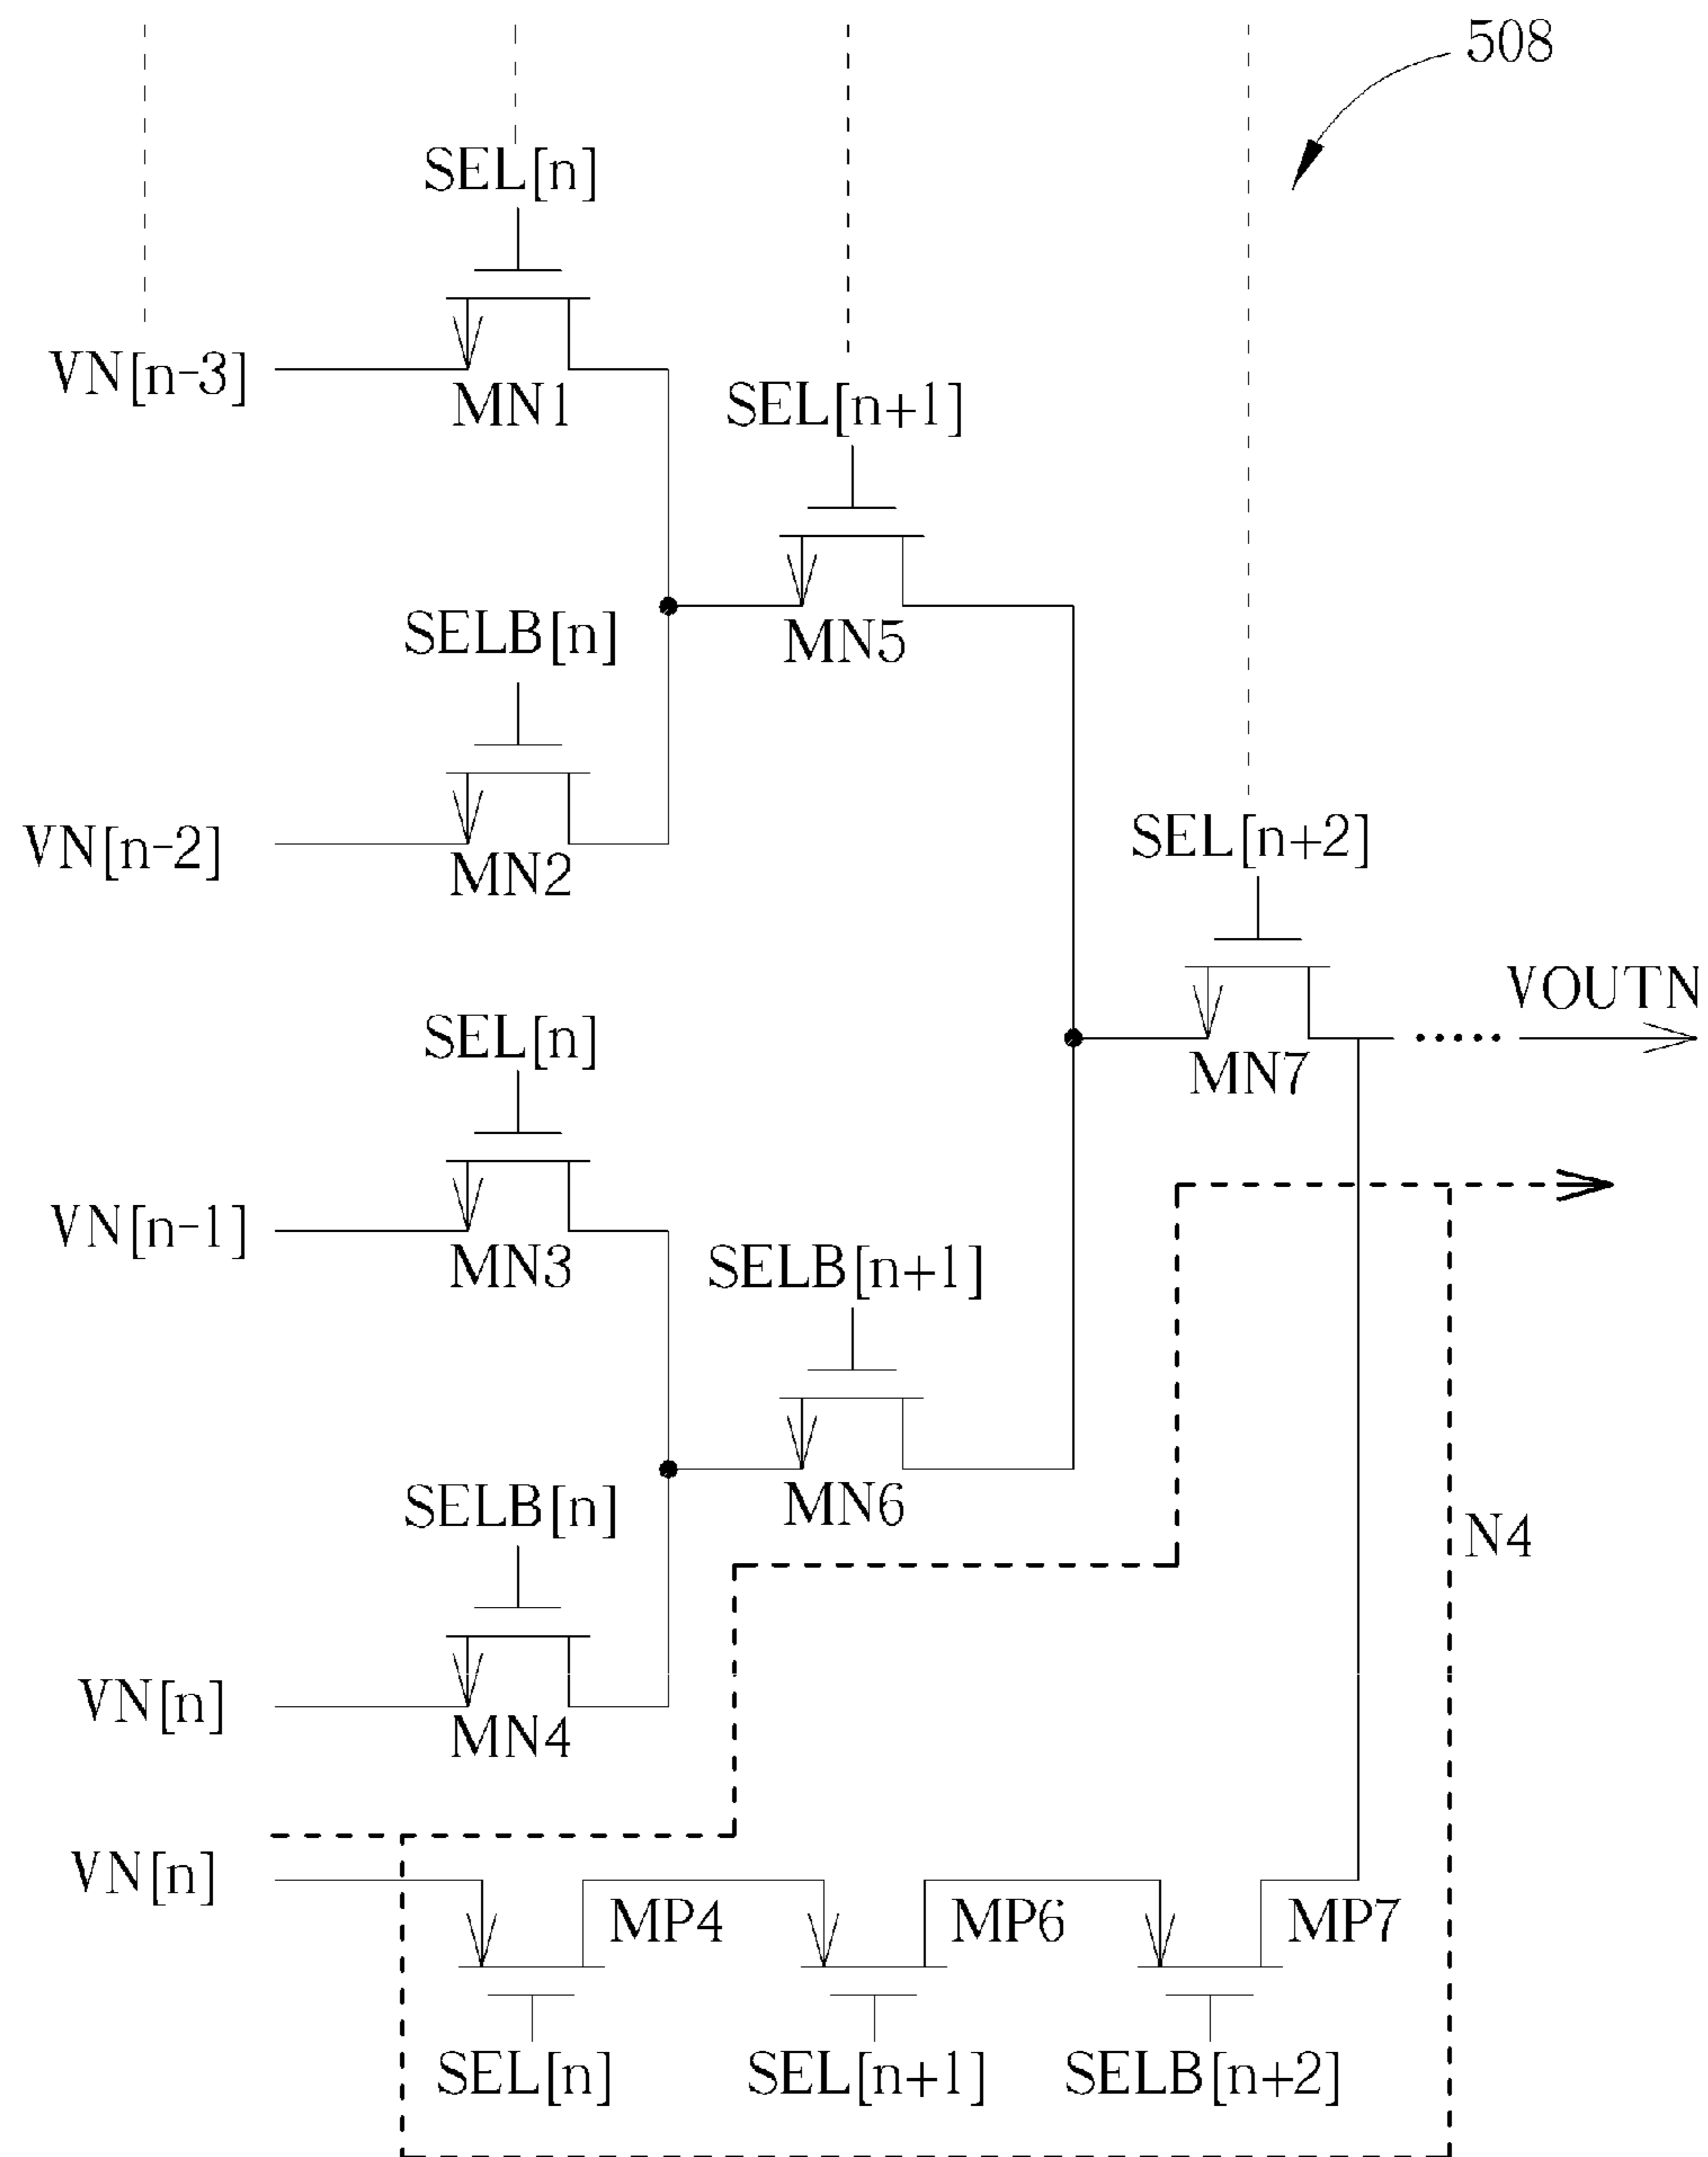 508
SEL[n]
VN[n-3]
MN1
SEL[n+1]
SELB[n]
MN5
VN[n-2]
MN2
SEL[n+2]
VOUTN
SEL[n]
MN7
VN[n-1]
MN3
SELB[n+1]
SELB[n]
MN6
N4
VN[n]
MN4
VN[n]
MP4
MP6
MP7
SEL[n]
SEL[n+1]
SELB[n+2]